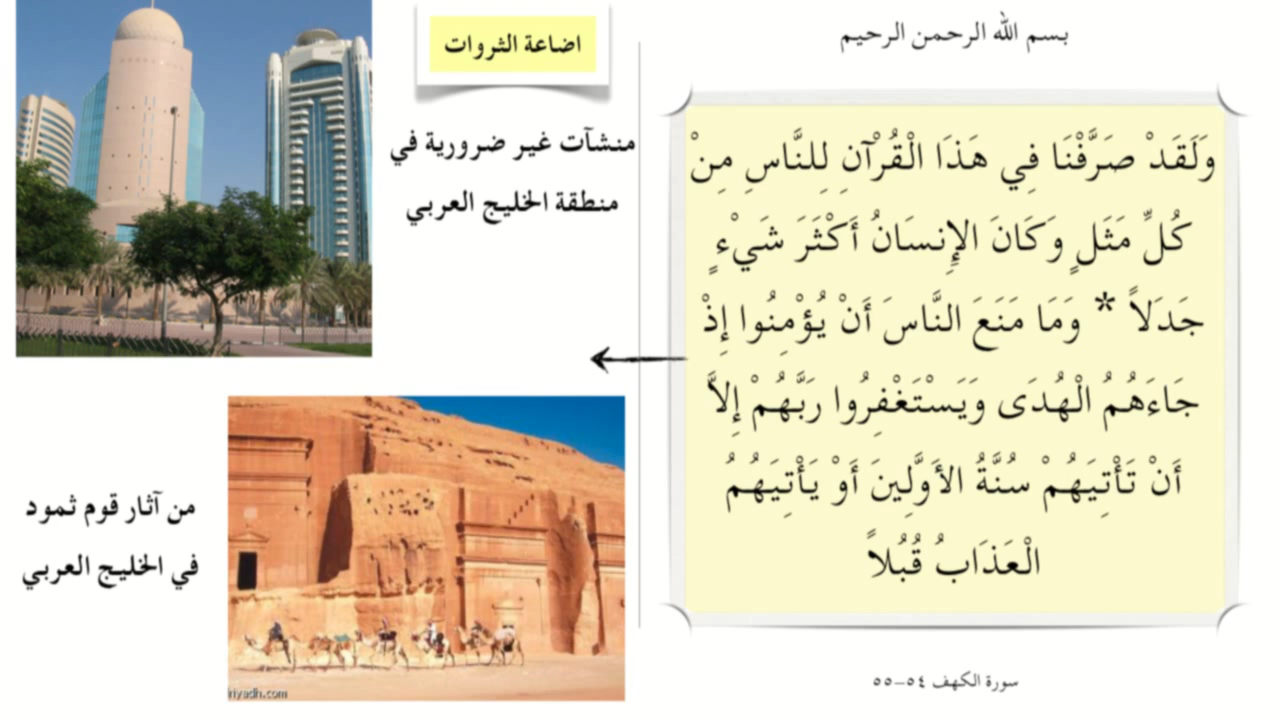 بسم الله الرحمن الرحيم
وَلَقَدْ صَرَّفْنَا فِي هَذَا الْقُرْآنِ لِلنَّاسِ مِنْ
كُلِّ مَثَلٍ وَكَانَ الإِنسَانُ أَكْثَرَ شَيْءٍ
جَدَلاً * وَمَا مَنَعَ النَّاسَ أَنْ يُؤْمِنُوا إِذْ
جَاءَهُمُ الْهُدَى وَيَسْتَغْفِرُوا رَبَّهُمْ إِلاَّ
أَنْ تَأْتِيَهُمْ سُنَّةُ الأَوَّلِينَ أَوْ يَأْتِيَهُمُ
الْعَذَابُ قُبُلاً
سورة الكهف ٥٤-٥٥
اضاعة الثروات
منشآت غير ضرورية في
منطقة الخليج العربي
من آثار قوم ثمود
في الخليج العربي
riyadh.com